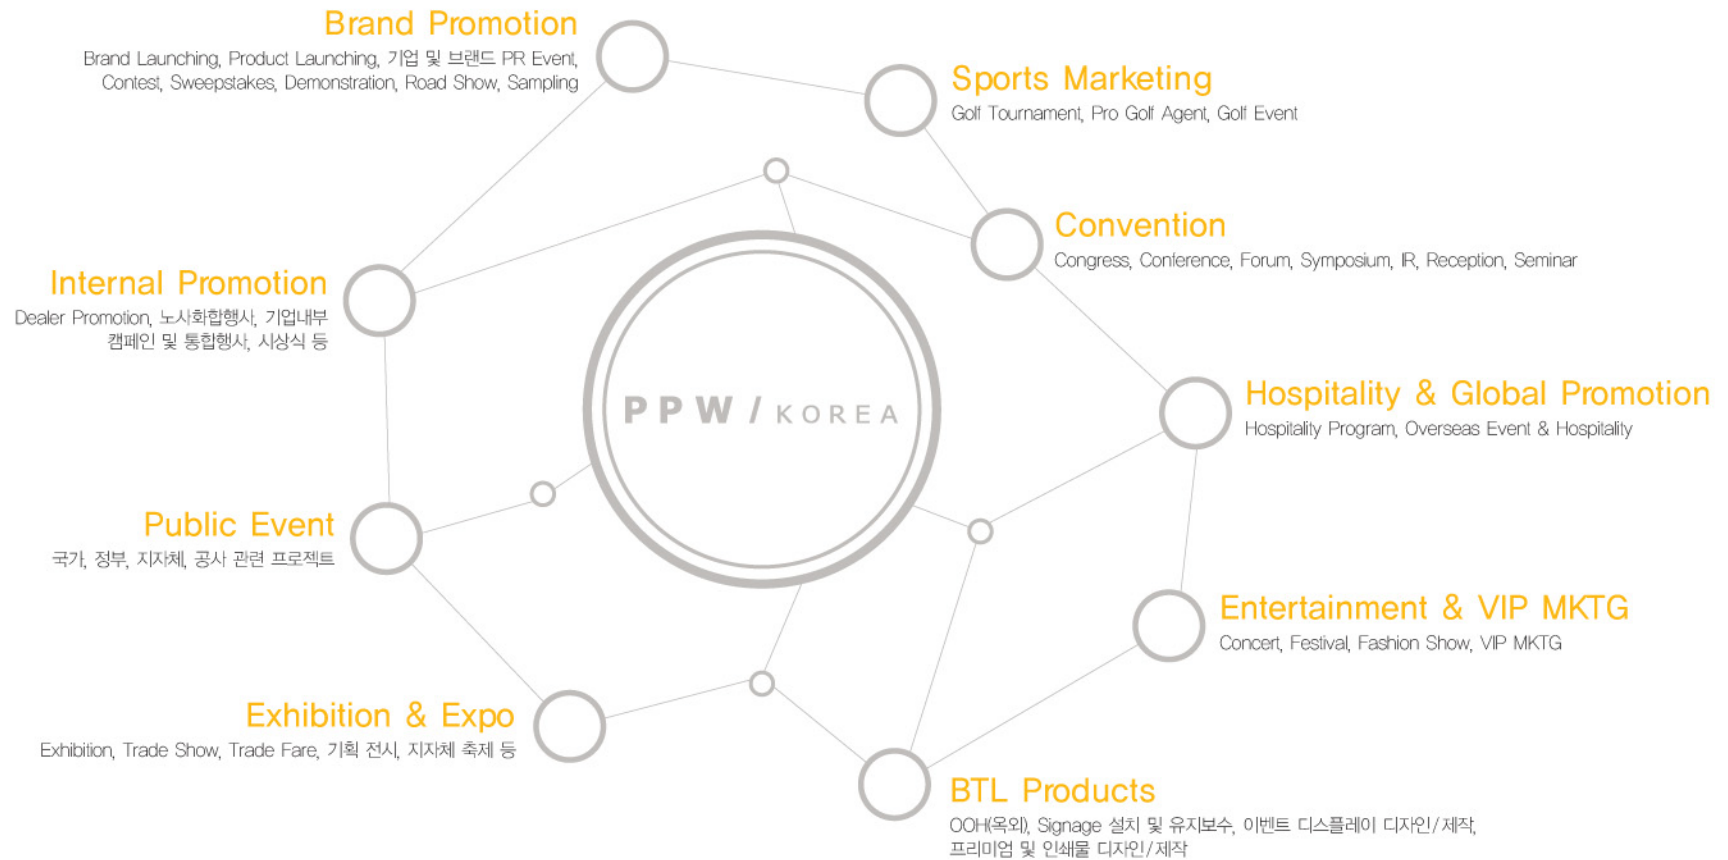 Brand Promotion
Brand Launching, Product Launching, 기업 및 브랜드 PR Event,
Contest, Sweepstakes, Demonstration, Road Show, Sampling
Sports Marketing
Golf Tournament, Pro Golf Agent, Golf Event
Convention
Congress, Conference, Forum, Symposium, IR, Reception, Seminar
Internal Promotion
Dealer Promotion, 노사화합행사, 기업내부
캠페인 및 통합행사, 시상식 등
PPW / KOREA
Hospitality & Global Promotion
Hospitality Program, Overseas Event & Hospitality
Public Event
국가, 정부, 지자체, 공사 관련 프로젝트
Entertainment & VIP MKTG
Concert, Festival, Fashion Show, VIP MKTG
Exhibition & Expo
Exhibition, Trade Show, Trade Fare, 기획 전시, 지자체 축제 등
BTL Products
OOH(옥외), Signage 설치 및 유지보수, 이벤트 디스플레이 디자인/제작,
프리미엄 및 인쇄물 디자인/제작